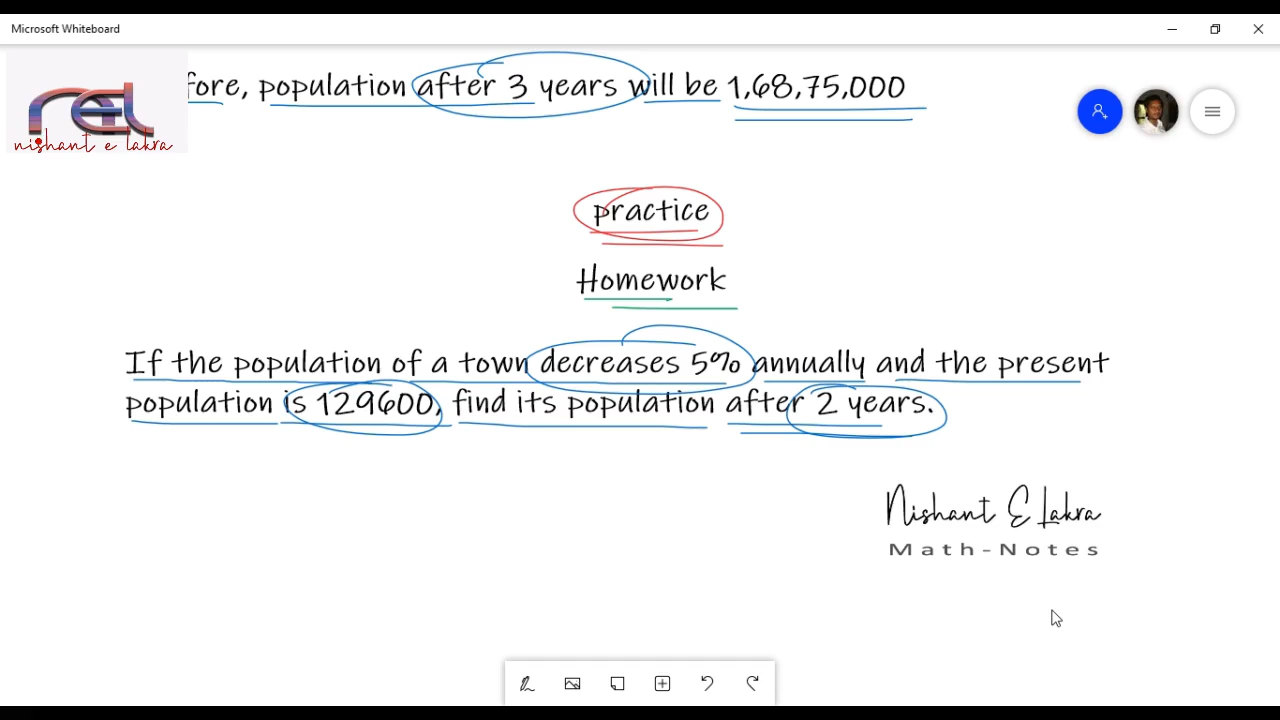 Microsoft Whiteboard
fore, population after 3 years will be 1,68,75,000
nel
nishant e lakra
practice
Homework
If the population of a town decreases 5% annually and the present
population is 129600, find its population after 2 years.
Nishant E Lakra
Math-Notes